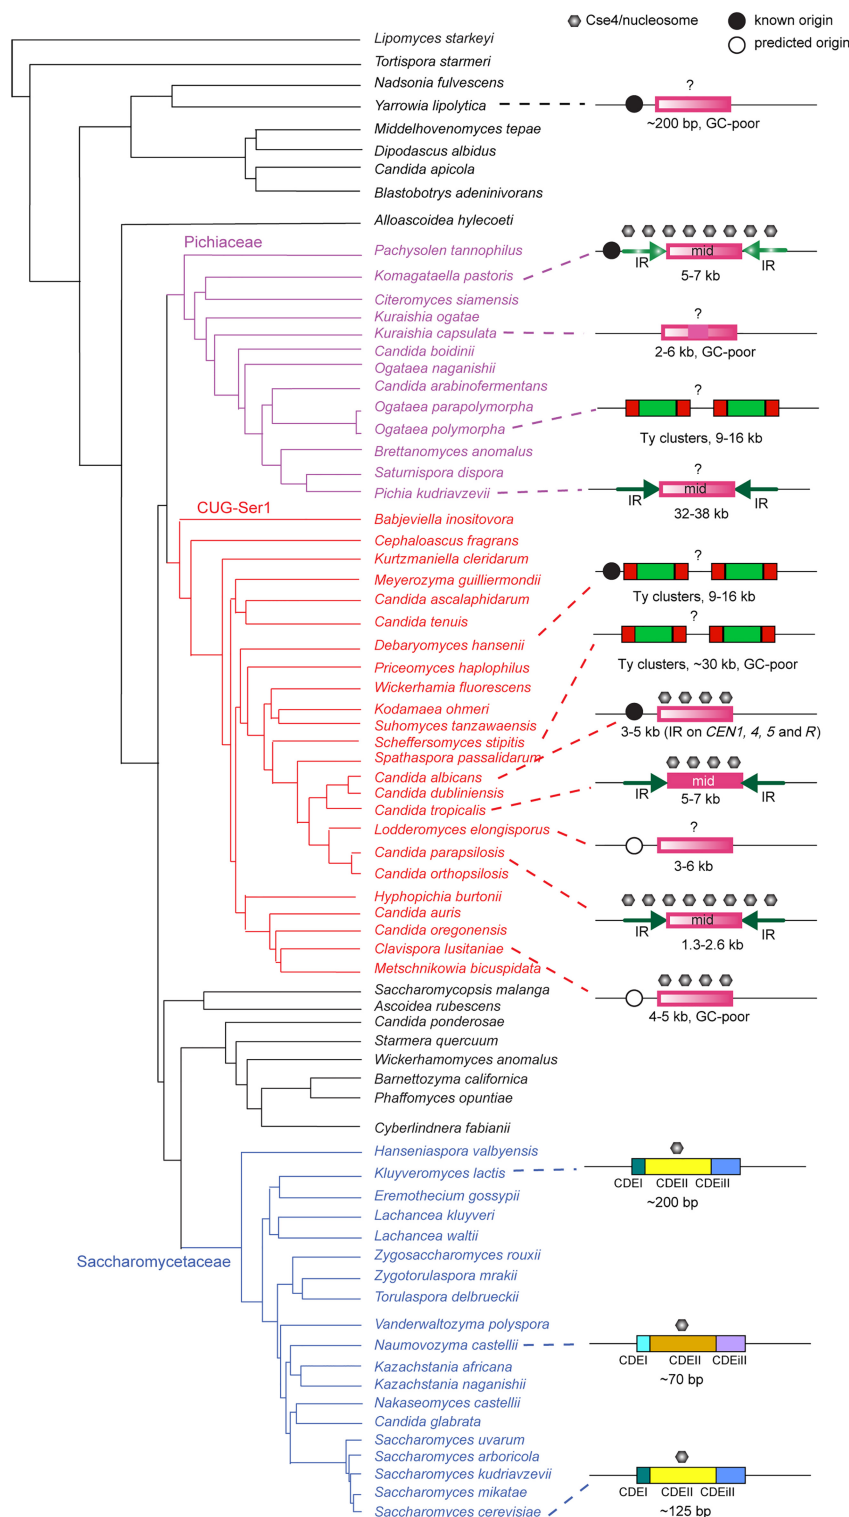 Cse4/nucleosome
known origin
predicted origin
Lipomyces starkeyi
Tortispora starmeri
Nadsonia fulvescens
Yarrowia lipolytica
?
~200 bp, GC-poor
Middelhovenomyces tepae
Dipodascus albidus
Candida apicola
Blastobotrys adeninivorans
Alloascoidea hylecoeti
Pichiaceae
Pachysolen tannophilus
Komagataella pastoris
IR
mid
IR
5-7 kb
Citeromyces siamensis
Kuraishia ogatae
Kuraishia capsulata
?
2-6 kb, GC-poor
Candida boidinii
Ogataea naganishii
Candida arabinofermantans
Ogataea parapolymorpha
Ogataea polymorpha
?
Ty clusters, 9-16 kb
Brettanomyces anomalus
Saturnispora dispora
Pichia kudriavzevii
?
IR
mid
IR
32-38 kb
CUG-Ser1
Babjeviella inositovora
Cephaloascus fragrans
Kurtzmaniella cleridarum
Meyerozyma guilliermondii
Candida ascalaphidarum
Candida tenuis
Debaryomyces hansenii
?
Ty clusters, 9-16 kb
Priceomyces haplophilus
Wickerhamia fluorescens
Kodamaea ohmeri
Suhomyces tanzawaensis
Scheffersomyces stipitis
?
Ty clusters, ~30 kb, GC-poor
Spathaspora passalidarum
Candida albicans
3-5 kb (IR on CEN1, 4, 5 and R)
Candida dubliniensis
Candida tropicalis
IR
mid
IR
5-7 kb
Lodderomyces elongisporus
?
3-6 kb
Candida parapsilosis
IR
mid
IR
1.3-2.6 kb
Candida orthopsilosis
Hyphopichia burtonii
Candida auris
Candida oregonensis
Clavispora lusitaniae
4-5 kb, GC-poor
Metschnikowia bicuspidata
Saccharomycopsis malanga
Ascoidea rubescens
Candida ponderosae
Starmera quercuum
Wickerhamomyces anomalus
Barnettozyma californica
Phaffomyces opuntiae
Cyberlindnera fabianii
Saccharomycetaceae
Hanseniaspora valbyensis
Kluyveromyces lactis
CDEI CDEII CDEiII
~200 bp
Eremothecium gossypii
Lachancea kluyveri
Lachancea waltii
Zygosaccharomyces rouxii
Zygotorulaspora mrakii
Torulaspora delbrueckii
Vanderwaltozyma polyspora
Naumovozyma castellii
CDEI CDEII CDEiII
~70 bp
Kazachstania africana
Kazachstania naganishii
Nakaseomyces castellii
Candida glabrata
Saccharomyces uvarum
Saccharomyces arboricola
Saccharomyces kudriavzevii
Saccharomyces mikatae
Saccharomyces cerevisiae
CDEI CDEII CDEiII
~125 bp